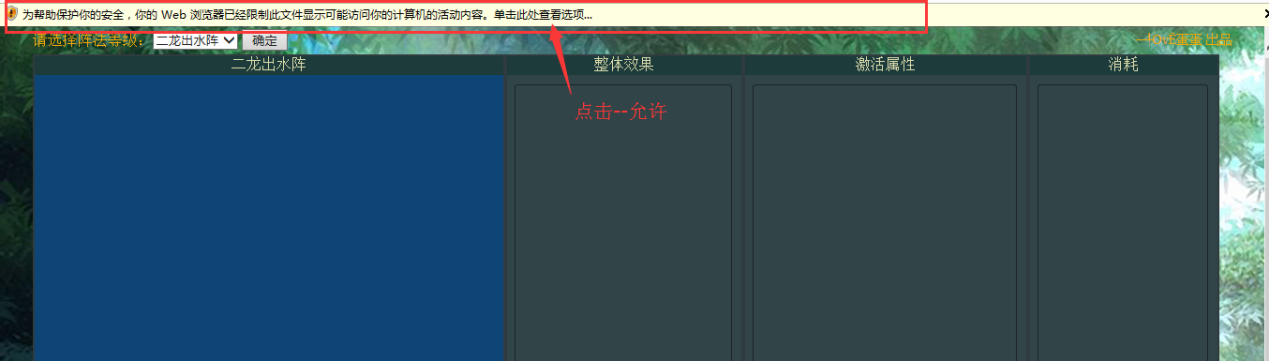 为帮助保护你的安全，你的 Web 浏览器已经限制此文件显示可能访问你的计算机的活动内容。单击此处查看选项...
请选择阵法等级： 二龙出水阵 确定 蛋蛋出品
二龙出水阵 整体效果 激活属性 消耗
点击--允许